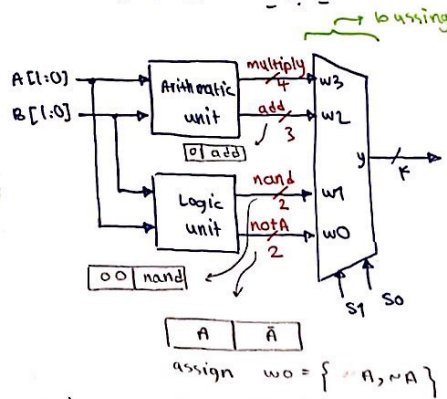 bussing
A[1:0]
B[1:0]
Arithmatic
unit
multiply
4
add
3
0 add
w3
w2
y
K
Logic
unit
nand
2
notA
2
w1
w0
00 nand
S1
S0
A Ā
assign w0 = { A, ~A }